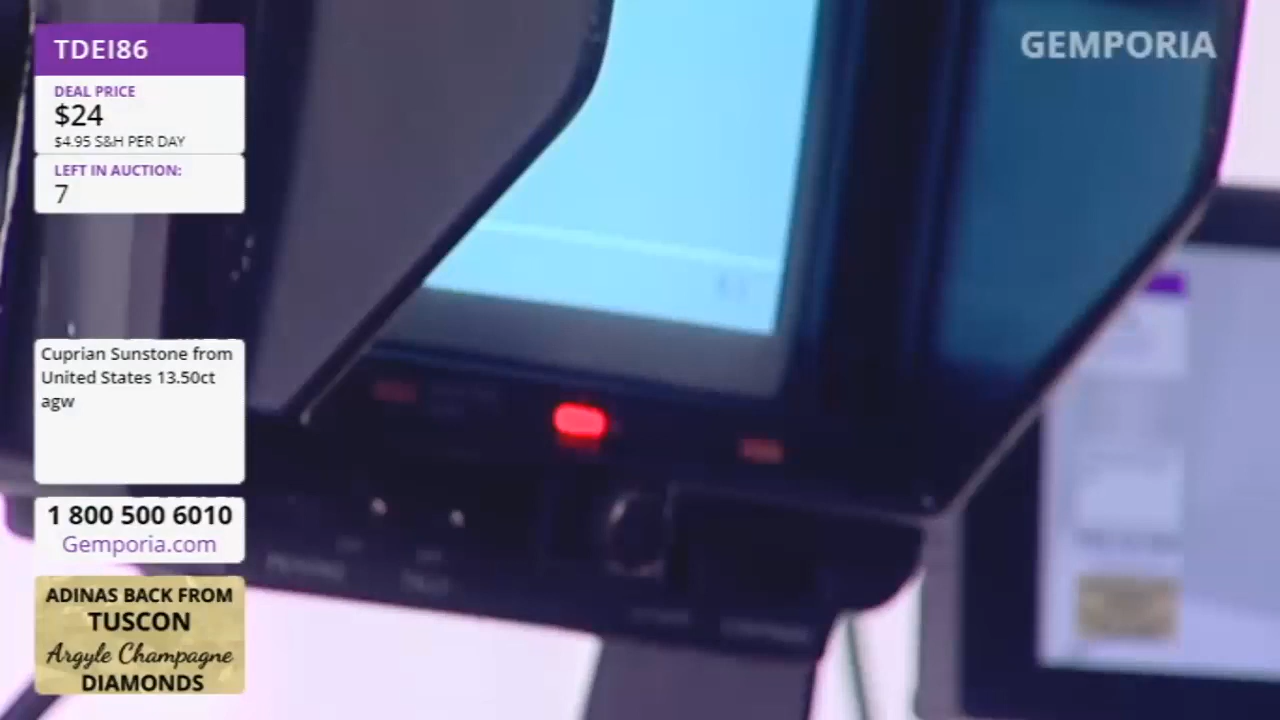 TDEI86
DEAL PRICE
$24
$4.95 S&H PER DAY
LEFT IN AUCTION:
7
Cuprian Sunstone from
United States 13.50ct
agw
1 800 500 6010
Gemporia.com
ADINAS BACK FROM
TUSCON
Argyle Champagne
DIAMONDS
GEMPORIA